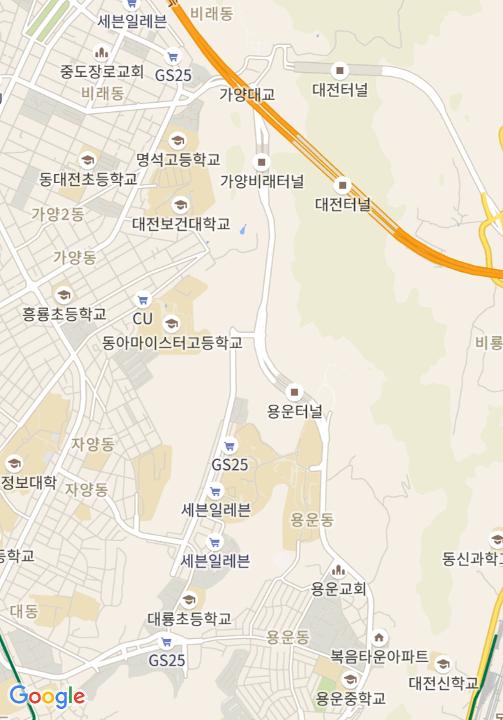 비래동
세븐일레븐
중도장로교회
GS25
비래동
가양대교
대전터널
명석고등학교
동대전초등학교
가양비래터널
대전터널
가양2동
대전보건대학교
가양동
홍룡초등학교
CU
동아마이스터고등학교
비룡
용운터널
자양동
GS25
정보대학
자양동
세븐일레븐
용운동
등학교
세븐일레븐
동신과학고
용운교회
대동
대룡초등학교
용운동
GS25
복음타운아파트
대전신학교
용운중학교
Google